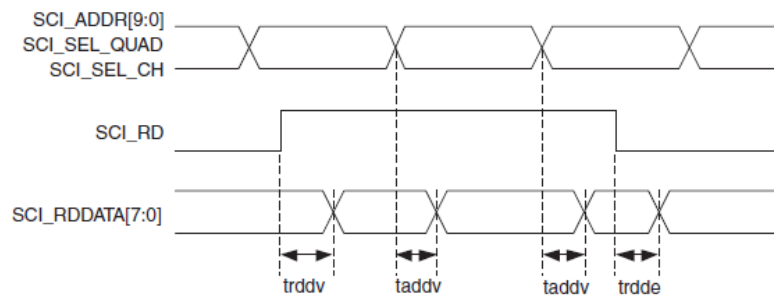 SCI_ADDR[9:0]
SCI_SEL_QUAD
SCI_SEL_CH
SCI_RD
SCI_RDDATA[7:0]
trddv taddv taddv trdde